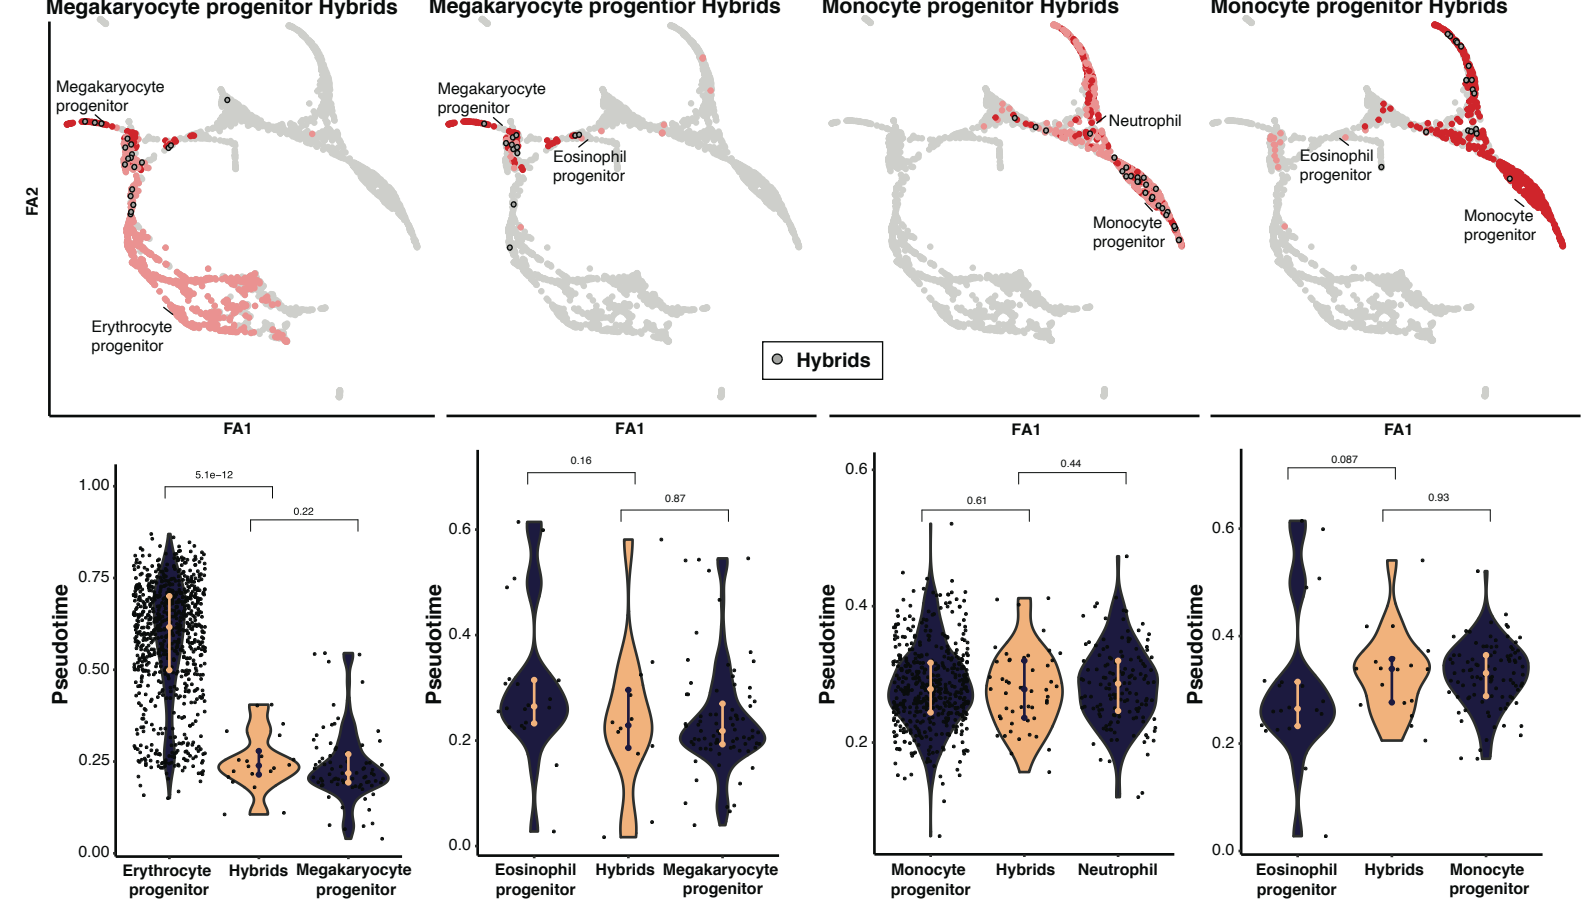 Megakaryocyte progenitor Hybrids
Megakaryocyte progentior Hybrids
Monocyte progenitor Hybrids
Monocyte progenitor Hybrids
FA2
Megakaryocyte
progenitor
Erythrocyte
progenitor
FA1
Megakaryocyte
progenitor
Eosinophil
progenitor
FA1
Neutrophil
Monocyte
progenitor
FA1
Eosinophil
progenitor
Monocyte
progenitor
FA1
Hybrids
Pseudotime
1.00
0.75
0.50
0.25
0.00
5.1e−12
0.22
Erythrocyte
progenitor
Hybrids
Megakaryocyte
progenitor
Pseudotime
0.6
0.4
0.2
0.0
0.16
0.87
Eosinophil
progenitor
Hybrids
Megakaryocyte
progenitor
Pseudotime
0.6
0.4
0.2
0.44
0.61
Monocyte
progenitor
Hybrids
Neutrophil
Pseudotime
0.6
0.4
0.2
0.0
0.087
0.93
Eosinophil
progenitor
Hybrids
Monocyte
progenitor